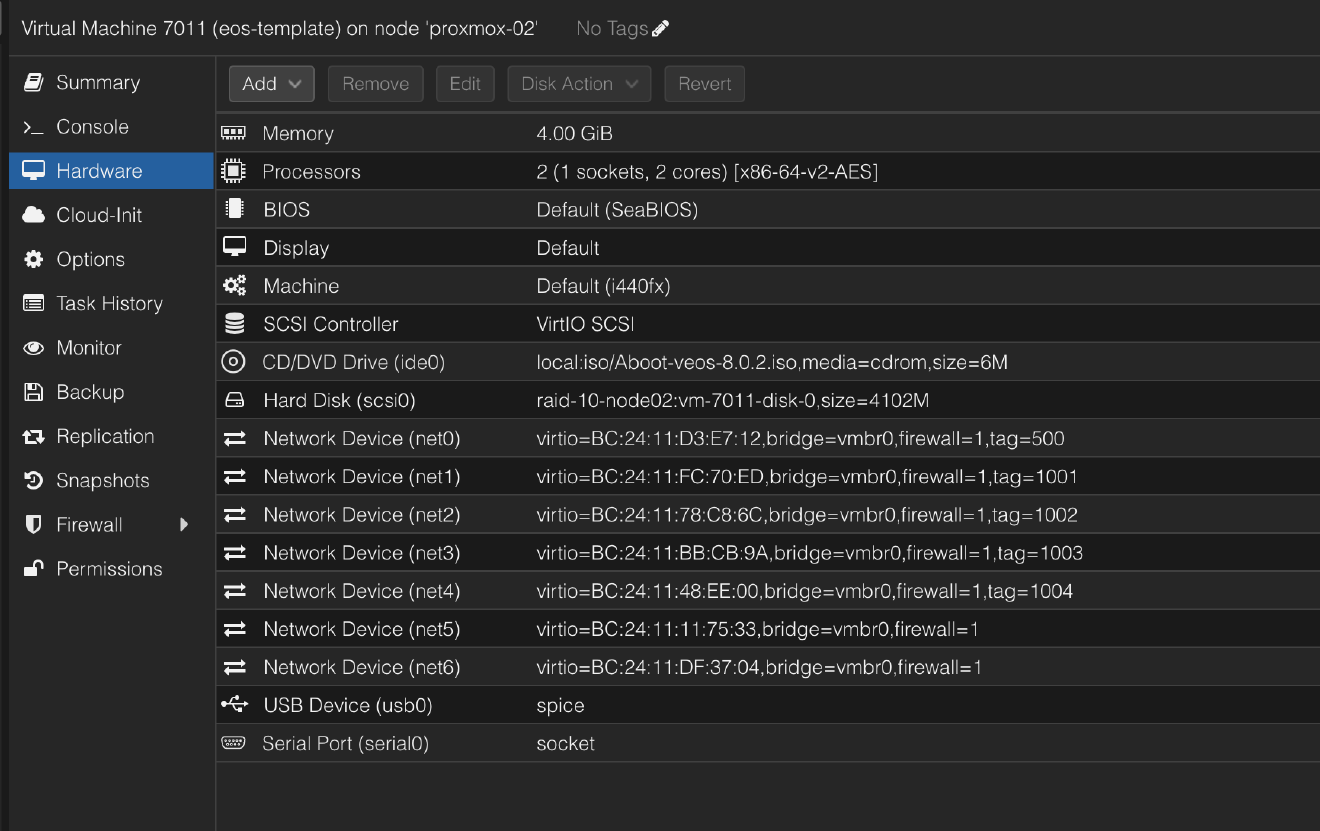 Virtual Machine 7011 (eos-template) on node 'proxmox-02' No Tags
Summary
Console
Hardware
Cloud-Init
Options
Task History
Monitor
Backup
Replication
Snapshots
Firewall
Permissions
Add Remove Edit Disk Action Revert
Memory 4.00 GiB
Processors 2 (1 sockets, 2 cores) [x86-64-v2-AES]
BIOS Default (SeaBIOS)
Display Default
Machine Default (i440fx)
SCSI Controller VirtIO SCSI
CD/DVD Drive (ide0) local:iso/Aboot-veos-8.0.2.iso,media=cdrom,size=6M
Hard Disk (scsi0) raid-10-node02:vm-7011-disk-0,size=4102M
Network Device (net0) virtio=BC:24:11:D3:E7:12,bridge=vmbr0,firewall=1,tag=500
Network Device (net1) virtio=BC:24:11:FC:70:ED,bridge=vmbr0,firewall=1,tag=1001
Network Device (net2) virtio=BC:24:11:78:C8:6C,bridge=vmbr0,firewall=1,tag=1002
Network Device (net3) virtio=BC:24:11:BB:CB:9A,bridge=vmbr0,firewall=1,tag=1003
Network Device (net4) virtio=BC:24:11:48:EE:00,bridge=vmbr0,firewall=1,tag=1004
Network Device (net5) virtio=BC:24:11:11:75:33,bridge=vmbr0,firewall=1
Network Device (net6) virtio=BC:24:11:DF:37:04,bridge=vmbr0,firewall=1
USB Device (usb0) spice
Serial Port (serial0) socket